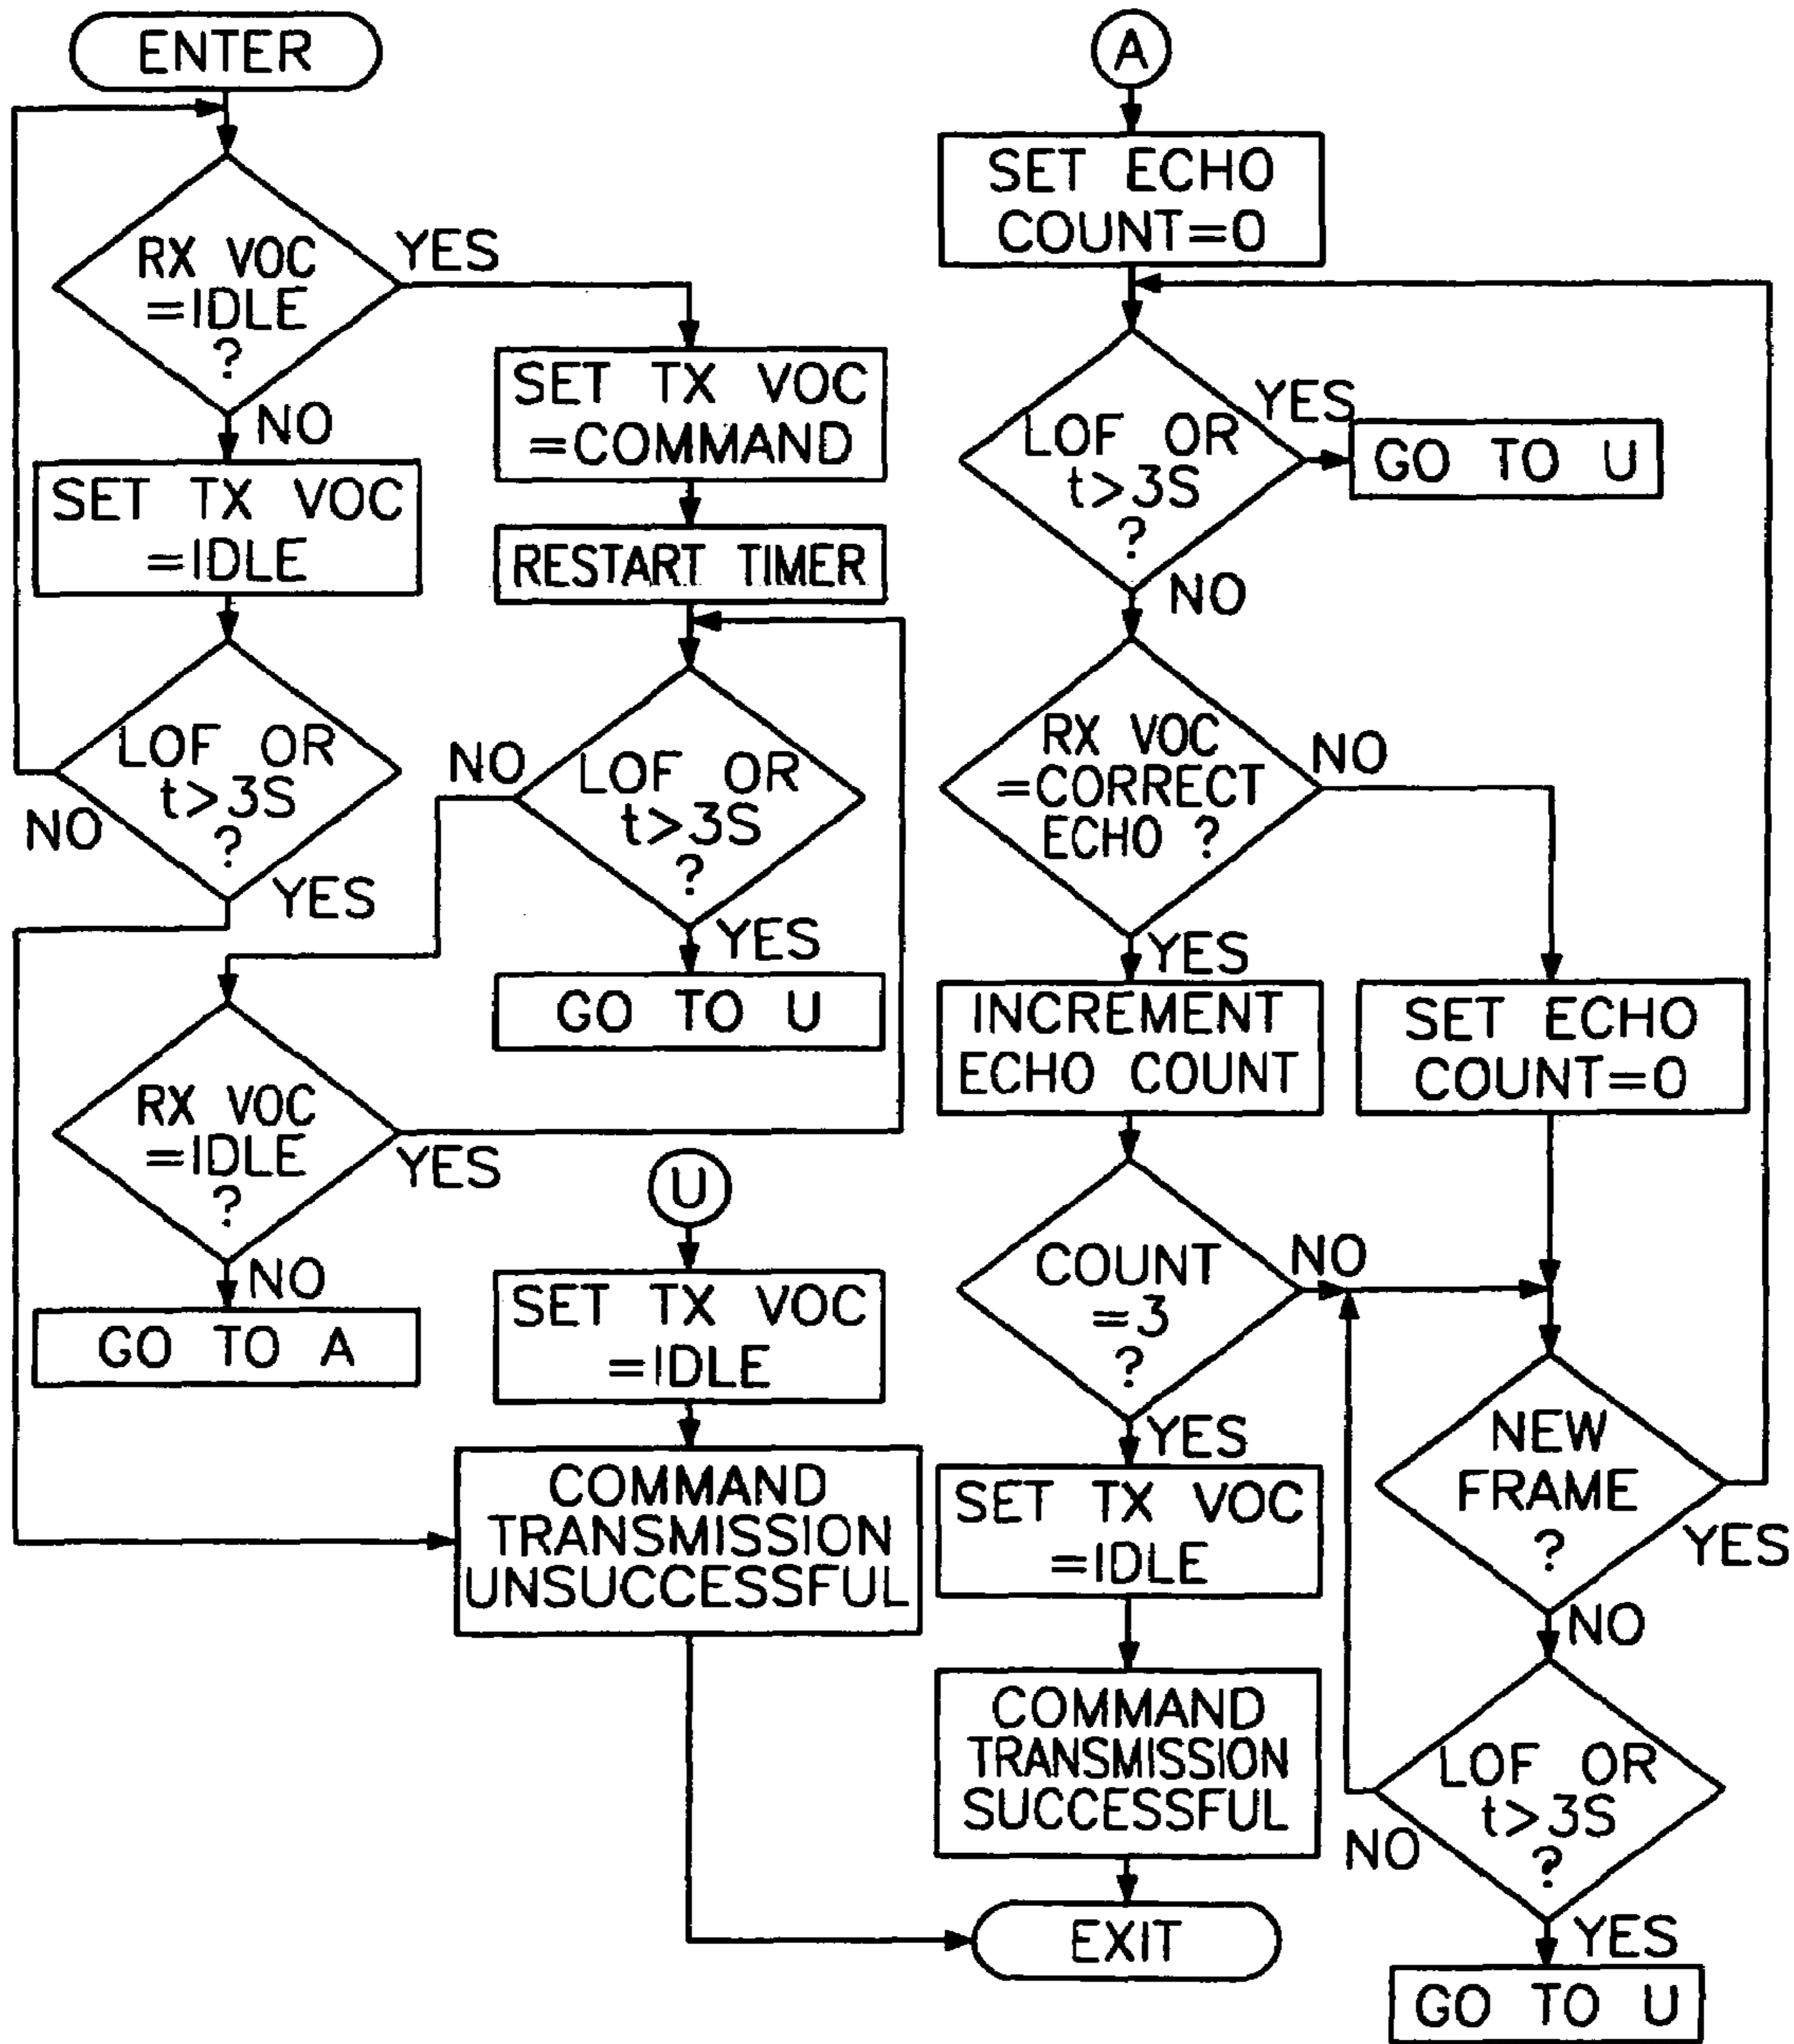 ENTER
RX VOC
=IDLE
?
YES
NO
SET TX VOC
=IDLE
LOF OR
t>3S
?
NO
YES
SET TX VOC
=COMMAND
RESTART TIMER
LOF OR
t>3S
?
NO
YES
GO TO U
RX VOC
=IDLE
?
YES
NO
GO TO A
U
SET TX VOC
=IDLE
COMMAND
TRANSMISSION
UNSUCCESSFUL
A
SET ECHO
COUNT=0
LOF OR
t>3S
?
YES
GO TO U
NO
RX VOC
=CORRECT
ECHO ?
NO
YES
INCREMENT
ECHO COUNT
SET ECHO
COUNT=0
COUNT
=3
?
NO
YES
SET TX VOC
=IDLE
COMMAND
TRANSMISSION
SUCCESSFUL
EXIT
NEW
FRAME
?
YES
NO
LOF OR
t>3S
?
NO
YES
GO TO U